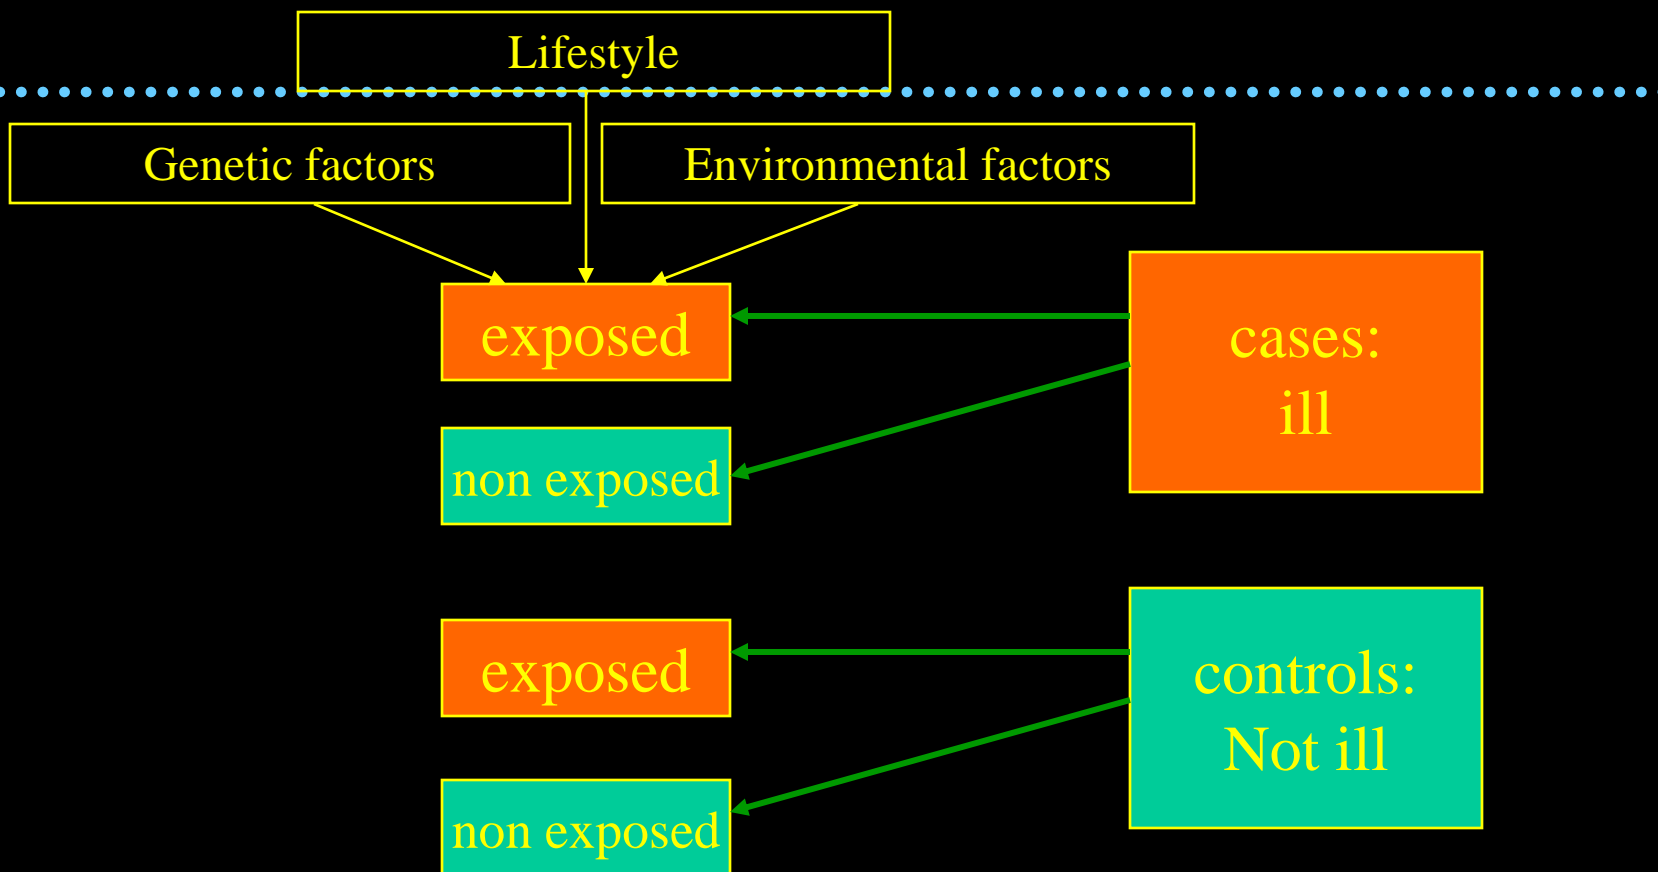 Lifestyle
Genetic factors
Environmental factors
exposed
cases:
ill
non exposed
exposed
controls:
Not ill
non exposed